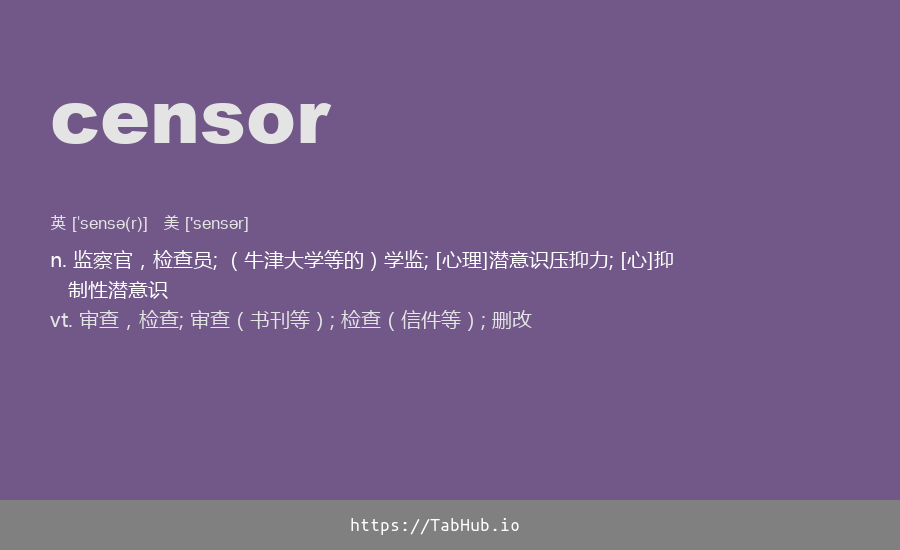 censor
英 ['sensə(r)] 美 ['sensər]
n. 监察官，检查员; （牛津大学等的）学监; [心理]潜意识压抑力; [心]抑
制性潜意识
vt. 审查，检查; 审查（书刊等）; 检查（信件等）; 删改
https://TabHub.io